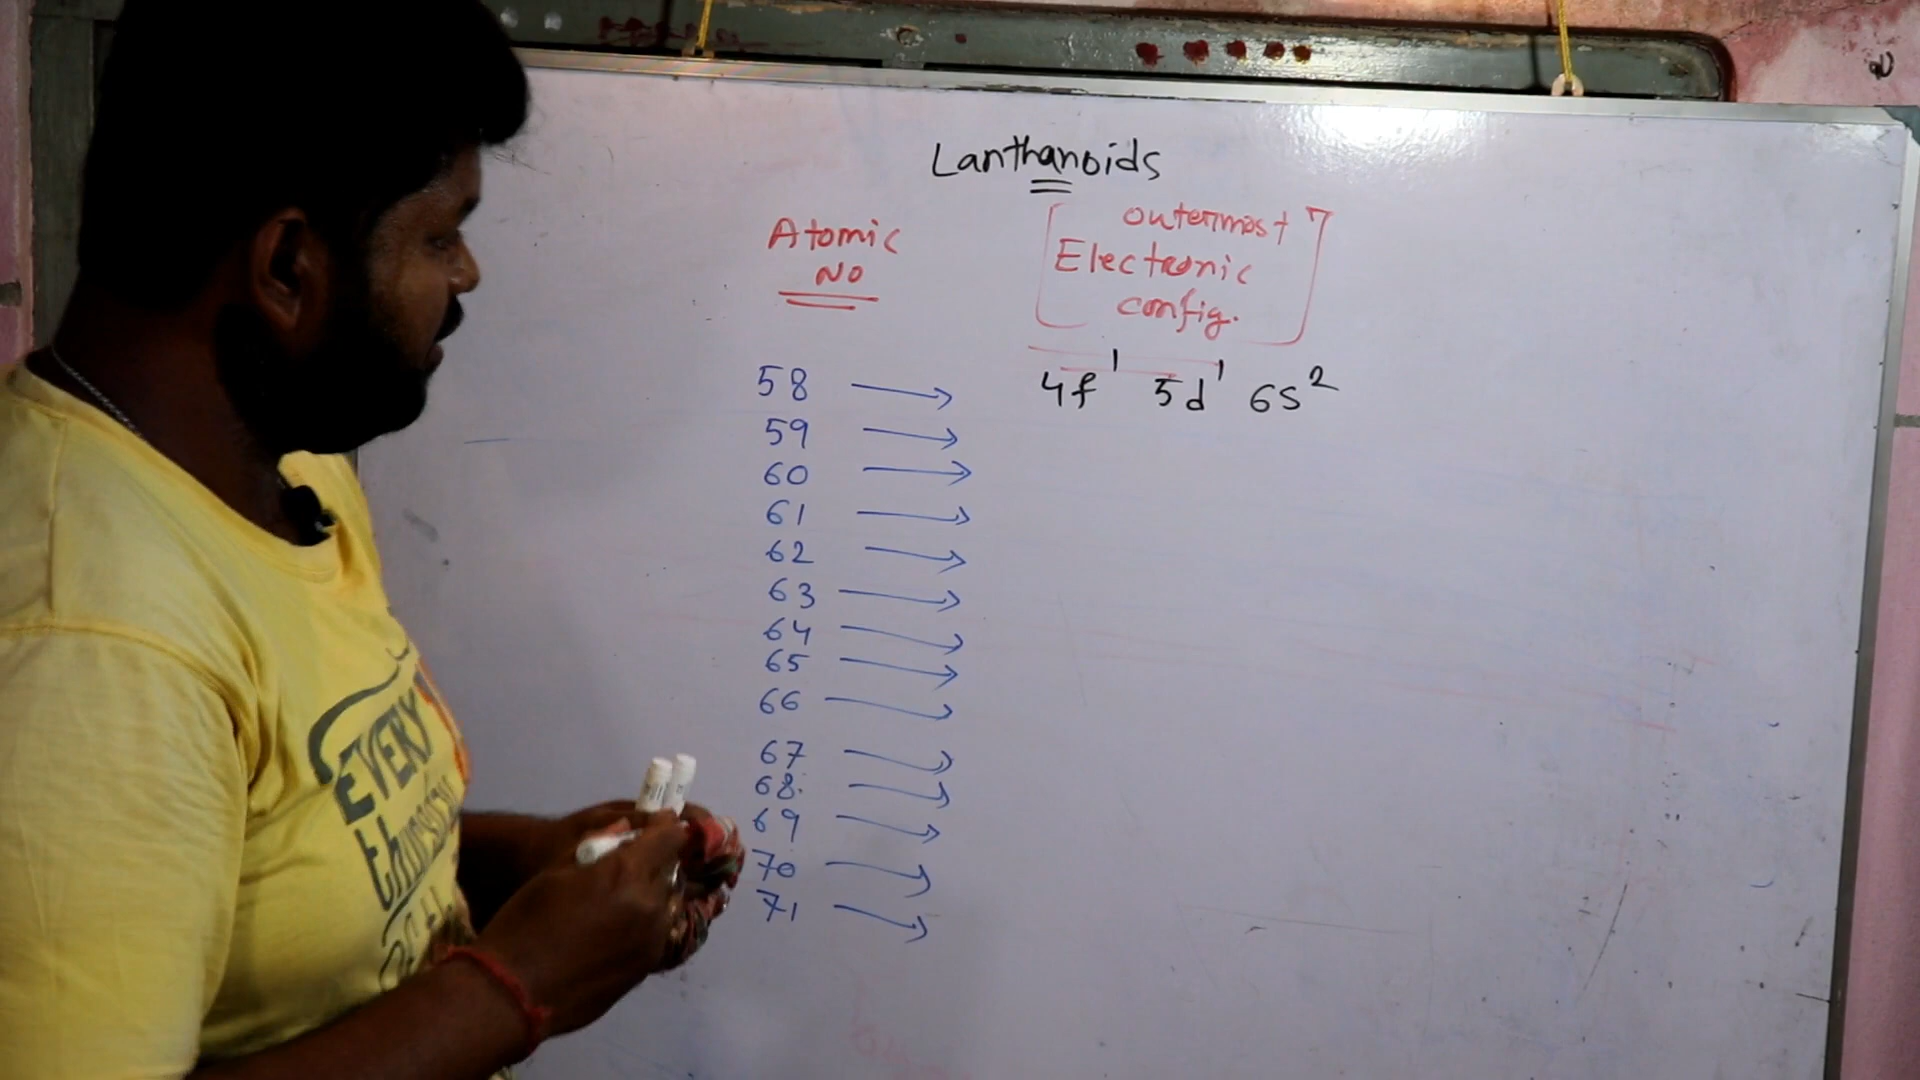 Lanthanoids
Atomic
NO
[ outermost ]
Electronic
config.
58 → 4f¹ 5d¹ 6s²
59 →
60 →
61 →
62 →
63 →
64 →
65 →
66 →
67 →
68 →
69 →
70 →
71 →
EVERY